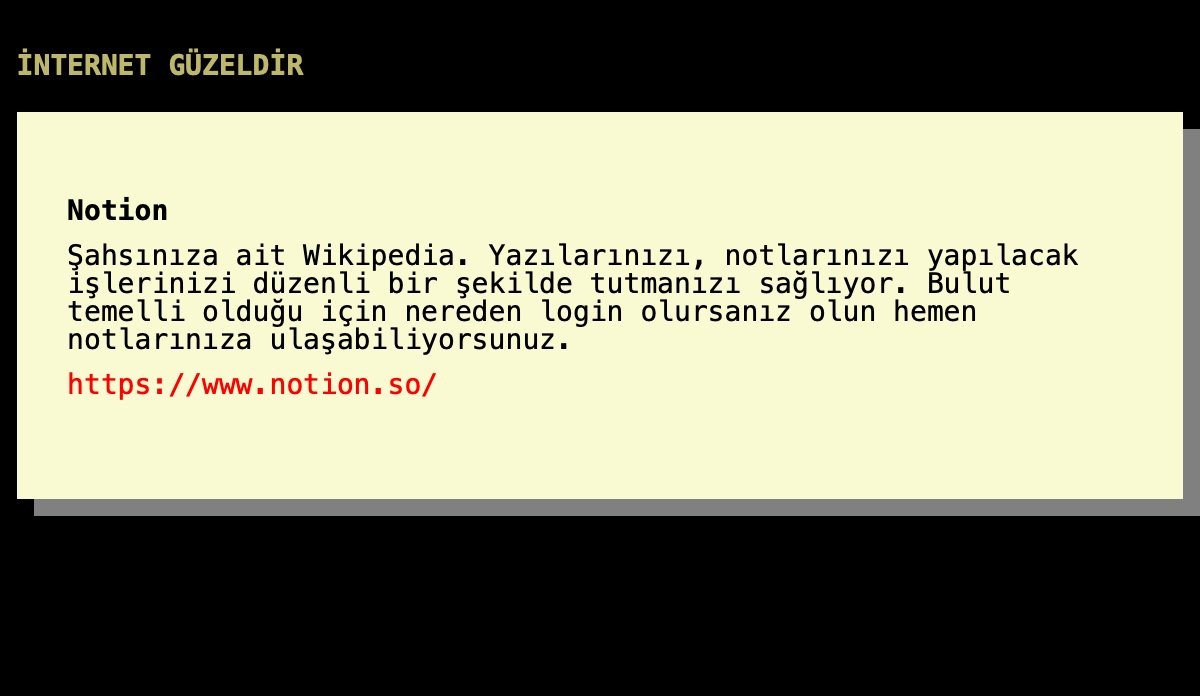 İNTERNET GÜZELDİR
Notion
Şahsınıza ait Wikipedia. Yazılarınızı, notlarınızı yapılacak
işlerinizi düzenli bir şekilde tutmanızı sağlıyor. Bulut
temelli olduğu için nereden login olursanız olun hemen
notlarınıza ulaşabiliyorsunuz.
https://www.notion.so/